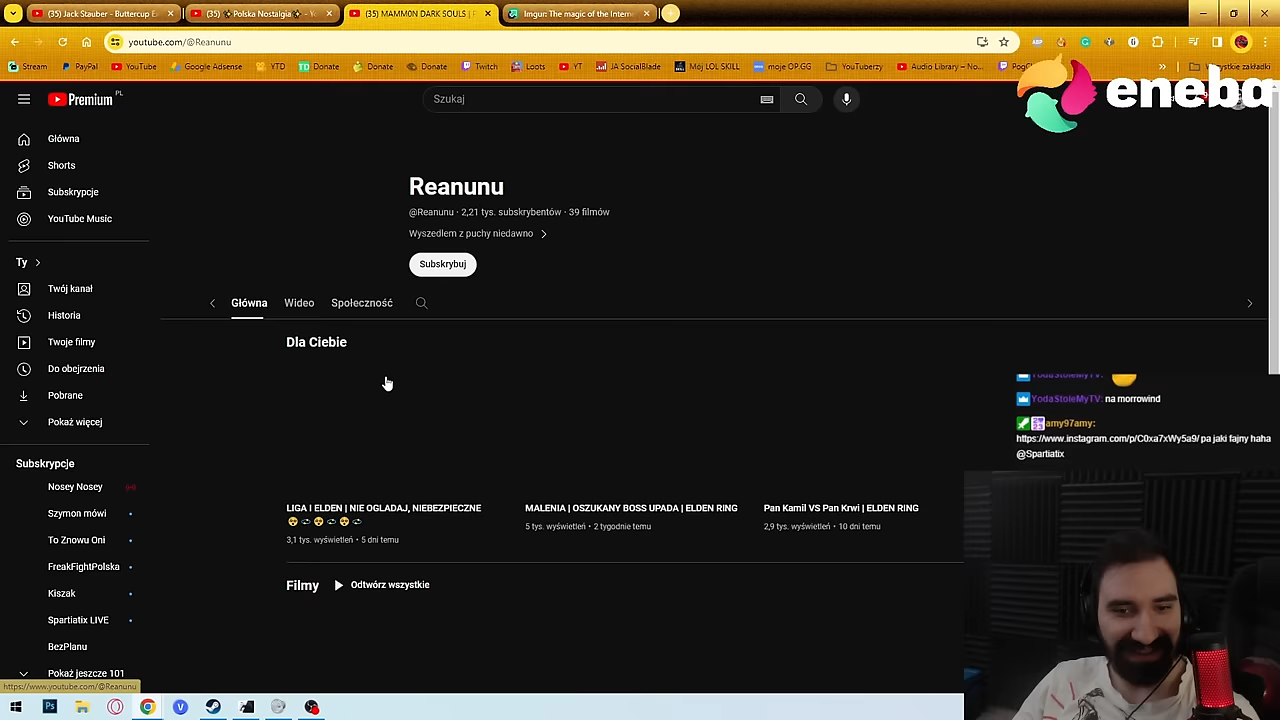 (35) Jack Stauber - Buttercup
(35) ✨ Polska Nostalgia ✨ - Y
(35) MAMMON DARK SOULS |
Imgur: The magic of the Interne
youtube.com/@Reanunu
Stream
PayPal
YouTube
Google Adsense
YTD
Donate
Donate
Donate
Twitch
Loots
YT
JA SocialBlade
Mój LOL SKILL
moje OP.GG
YouTuberzy
Audio Library – No...
»
Wszystkie zakładki
Premium PL
Szukaj
eneba
Główna
Shorts
Subskrypcje
YouTube Music
Ty
Twój kanał
Historia
Twoje filmy
Do obejrzenia
Pobrane
Pokaż więcej
Subskrypcje
Nosey Nosey
Szymon mówi
To Znowu Oni
FreakFightPolska
Kiszak
Spartiatix LIVE
BezPlanu
Pokaż jeszcze 101
https://www.youtube.com/@Reanunu
Reanunu
@Reanunu · 2,21 tys. subskrybentów · 39 filmów
Wyszedlem z puchy niedawno
Subskrybuj
Główna Wideo Społeczność
Dla Ciebie
LIGA I ELDEN | NIE OGLADAJ, NIEBEZPIECZNE
3,1 tys. wyświetleń • 5 dni temu
MALENIA | OSZUKANY BOSS UPADA | ELDEN RING
5 tys. wyświetleń • 2 tygodnie temu
Pan Kamil VS Pan Krwi | ELDEN RING
2,9 tys. wyświetleń • 10 dni temu
Filmy Odtwórz wszystkie
YodaStoleMyTV:
YodaStoleMyTV: na morrowind
amy97amy:
https://www.instagram.com/p/C0xa7xWy5a9/ pa jaki fajny haha
@Spartiatix